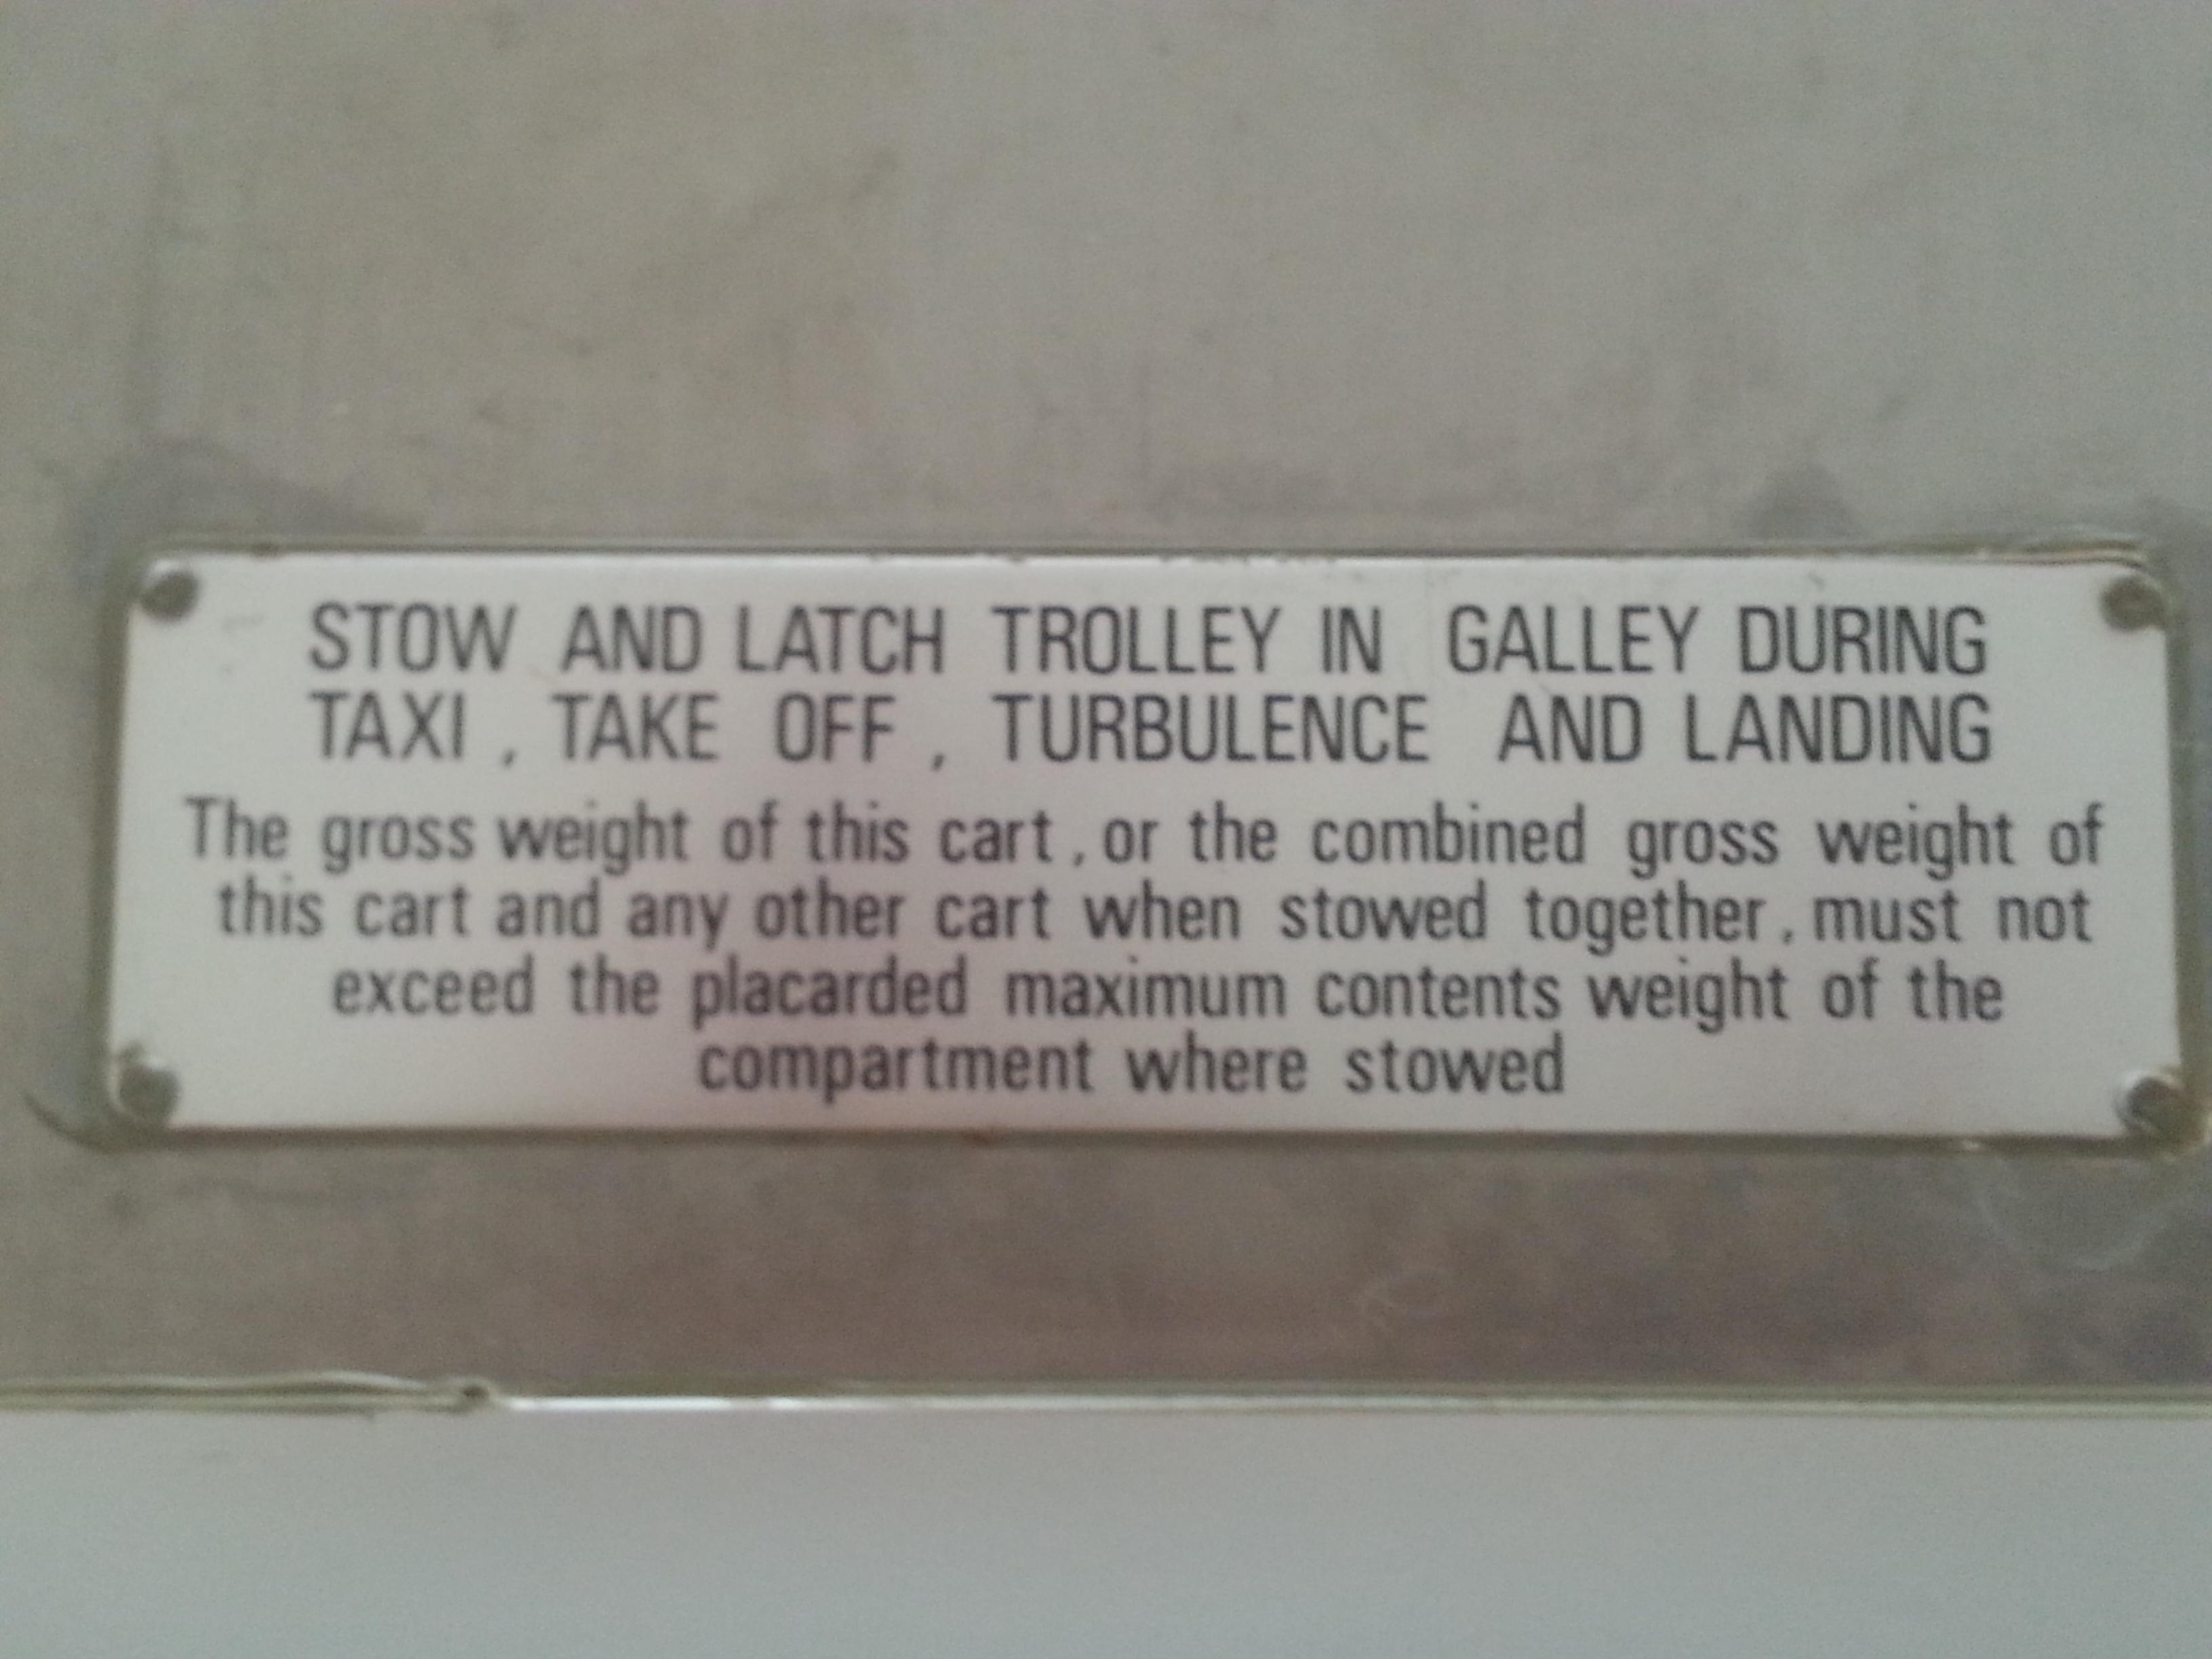 STOW AND LATCH TROLLEY IN GALLEY DURING
TAXI , TAKE OFF , TURBULENCE AND LANDING
The gross weight of this cart , or the combined gross weight of
this cart and any other cart when stowed together , must not
exceed the placarded maximum contents weight of the
compartment where stowed